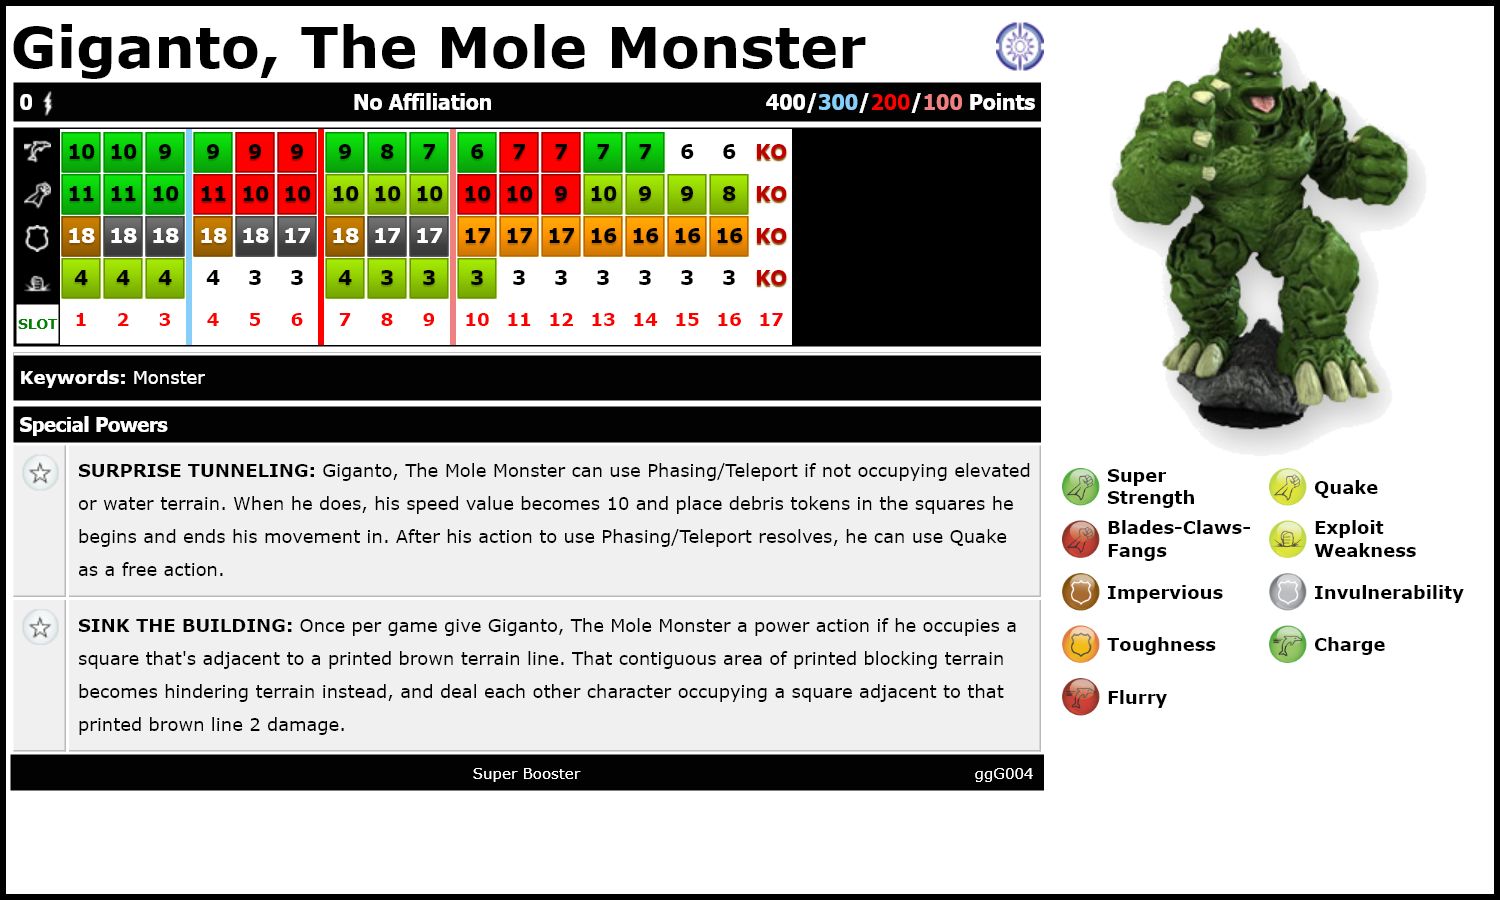 Giganto, The Mole Monster
0 No Affiliation 400/300/200/100 Points
10 10 9 9 9 9 9 8 7 6 7 7 7 7 6 6 KO
11 11 10 11 10 10 10 10 10 10 10 9 10 9 9 8 KO
18 18 18 18 18 17 18 17 17 17 17 17 16 16 16 16 KO
4 4 4 4 3 3 4 3 3 3 3 3 3 3 3 3 KO
SLOT 1 2 3 4 5 6 7 8 9 10 11 12 13 14 15 16 17
Keywords: Monster
Special Powers
SURPRISE TUNNELING: Giganto, The Mole Monster can use Phasing/Teleport if not occupying elevated
or water terrain. When he does, his speed value becomes 10 and place debris tokens in the squares he
begins and ends his movement in. After his action to use Phasing/Teleport resolves, he can use Quake
as a free action.
SINK THE BUILDING: Once per game give Giganto, The Mole Monster a power action if he occupies a
square that's adjacent to a printed brown terrain line. That contiguous area of printed blocking terrain
becomes hindering terrain instead, and deal each other character occupying a square adjacent to that
printed brown line 2 damage.
Super Booster ggG004
Super
Strength
Quake
Blades-Claws-
Fangs
Exploit
Weakness
Impervious
Invulnerability
Toughness
Charge
Flurry